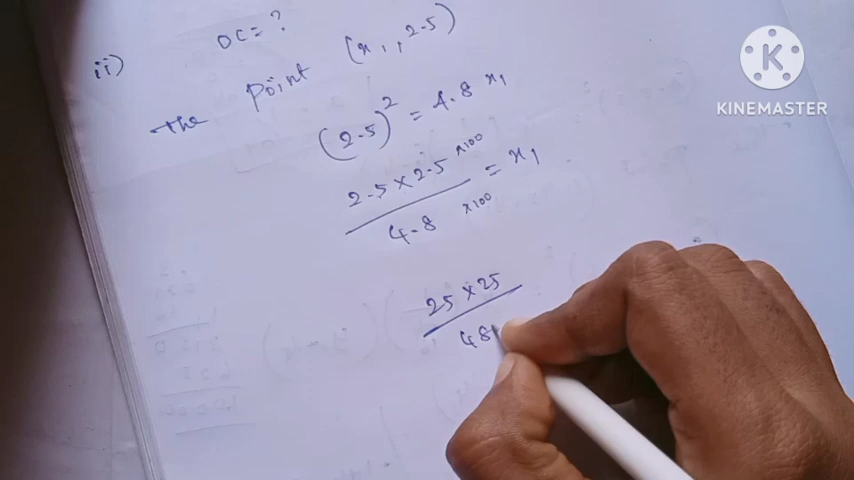 ii) OC= ?
the point (x₁, 2.5)
(2.5)² = 4.8 x₁
2.5×2.5 ×100 / 4.8 ×100 = x₁
25×25 / 48
KINEMASTER